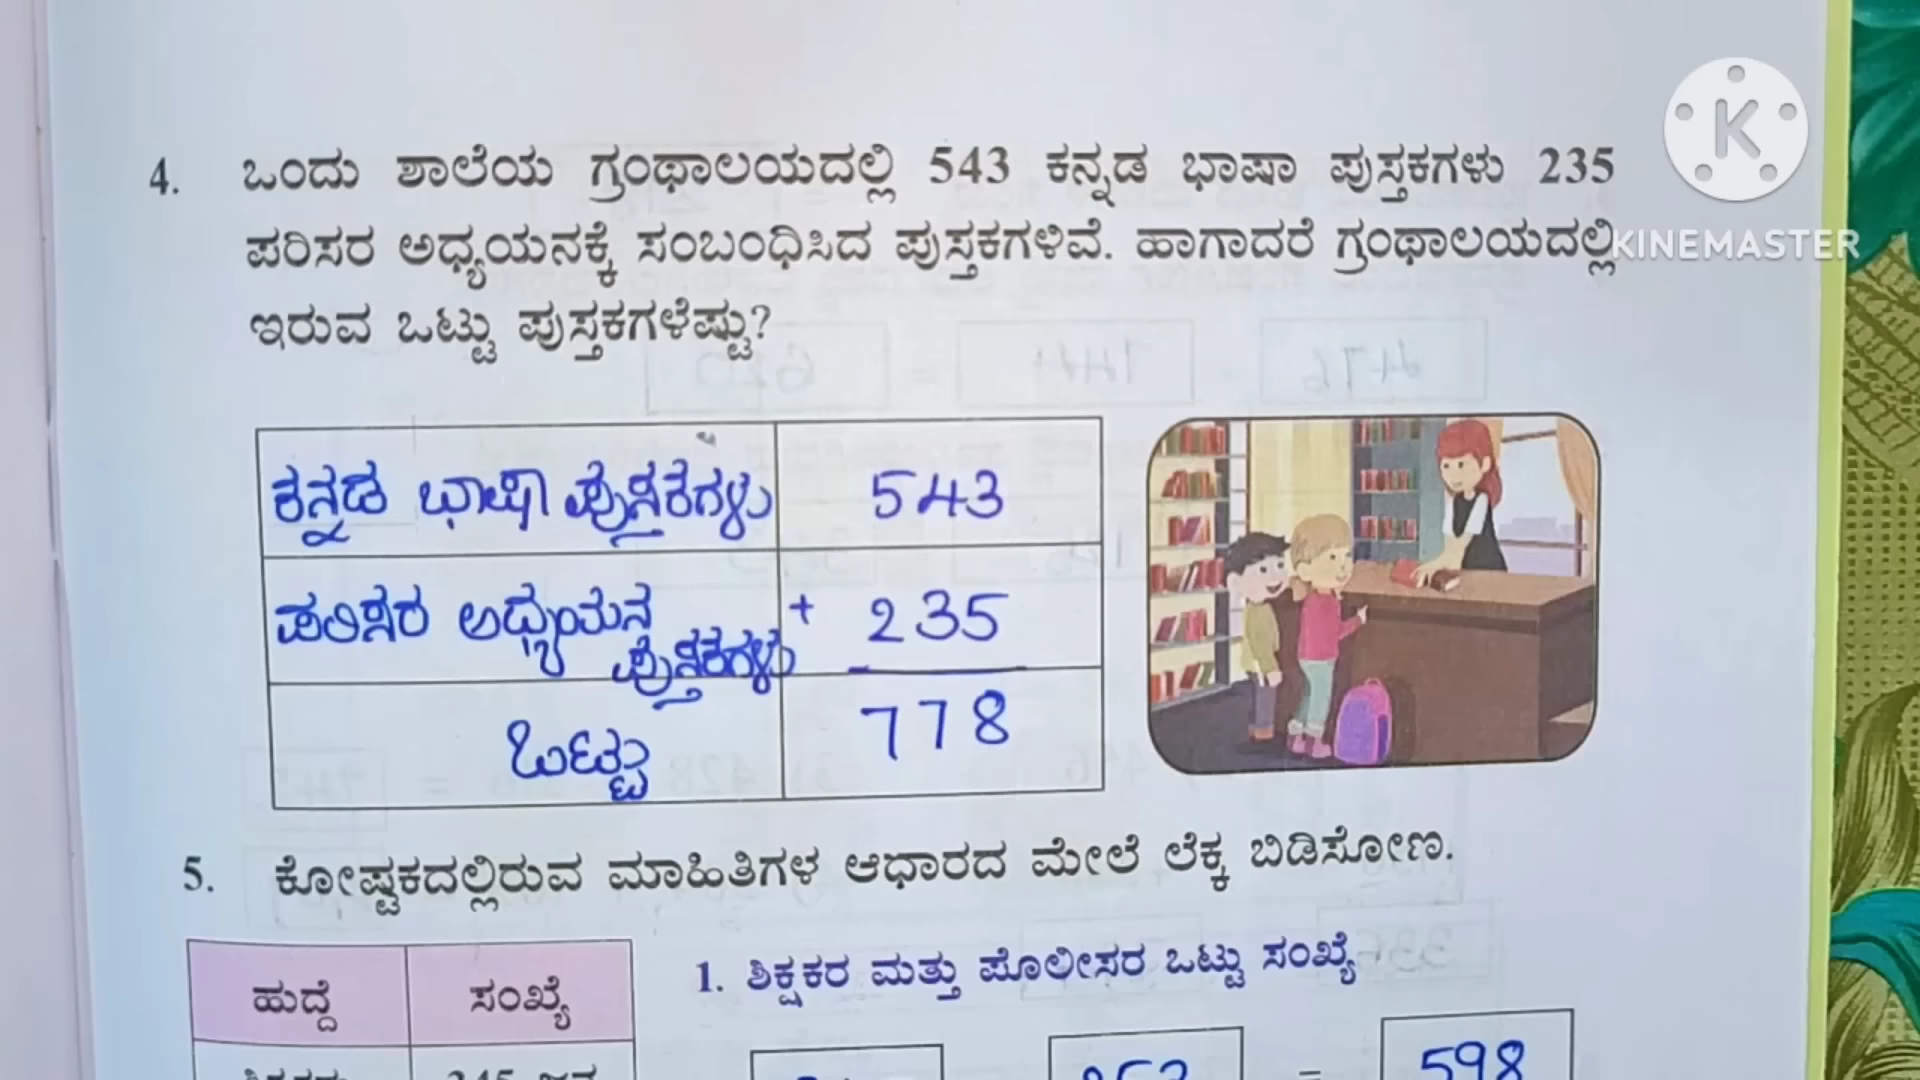 K
KINEMASTER
4. ಒಂದು ಶಾಲೆಯ ಗ್ರಂಥಾಲಯದಲ್ಲಿ 543 ಕನ್ನಡ ಭಾಷಾ ಪುಸ್ತಕಗಳು 235
ಪರಿಸರ ಅಧ್ಯಯನಕ್ಕೆ ಸಂಬಂಧಿಸಿದ ಪುಸ್ತಕಗಳಿವೆ. ಹಾಗಾದರೆ ಗ್ರಂಥಾಲಯದಲ್ಲಿ
ಇರುವ ಒಟ್ಟು ಪುಸ್ತಕಗಳೆಷ್ಟು?
ಕನ್ನಡ ಭಾಷಾ ಪುಸ್ತಕಗಳು 543
ಪರಿಸರ ಅಧ್ಯಯನ ಪುಸ್ತಕಗಳು + 235
ಒಟ್ಟು 778
5. ಕೋಷ್ಟಕದಲ್ಲಿರುವ ಮಾಹಿತಿಗಳ ಆಧಾರದ ಮೇಲೆ ಲೆಕ್ಕ ಬಿಡಿಸೋಣ.
ಹುದ್ದೆ ಸಂಖ್ಯೆ
1. ಶಿಕ್ಷಕರ ಮತ್ತು ಪೊಲೀಸರ ಒಟ್ಟು ಸಂಖ್ಯೆ
= 598